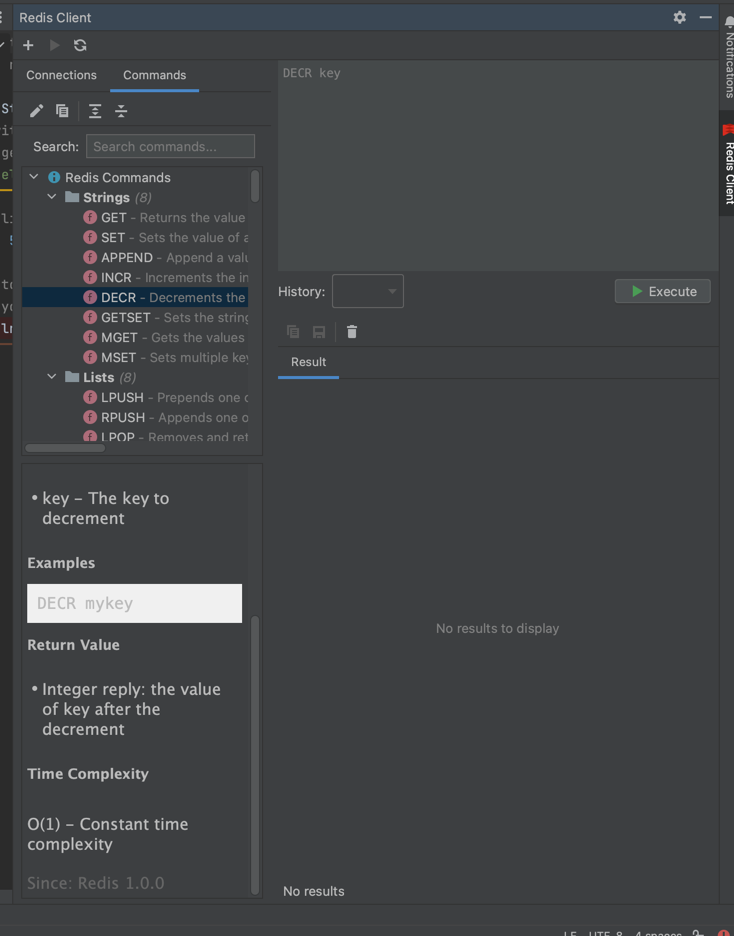 Redis Client
Notifications
Redis Client
Connections
Commands
DECR key
Search:
Search commands...
Redis Commands
Strings (8)
GET – Returns the value
SET – Sets the value of a
APPEND – Append a valu
INCR – Increments the in
DECR – Decrements the
GETSET – Sets the string
MGET – Gets the values
MSET – Sets multiple key
Lists (8)
LPUSH – Prepends one o
RPUSH – Appends one o
LPOP – Removes and ret
History:
Execute
Result
• key – The key to
decrement
Examples
DECR mykey
Return Value
• Integer reply: the value
of key after the
decrement
Time Complexity
O(1) – Constant time
complexity
Since: Redis 1.0.0
No results to display
No results
LF UTF-8 4 spaces